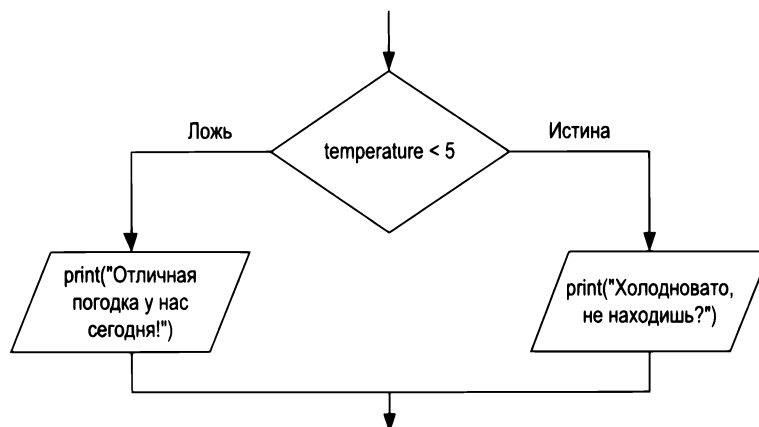 Ложь
Истина
temperature < 5
print("Отличная
погодка у нас
сегодня!")
print("Холодновато,
не находишь?")